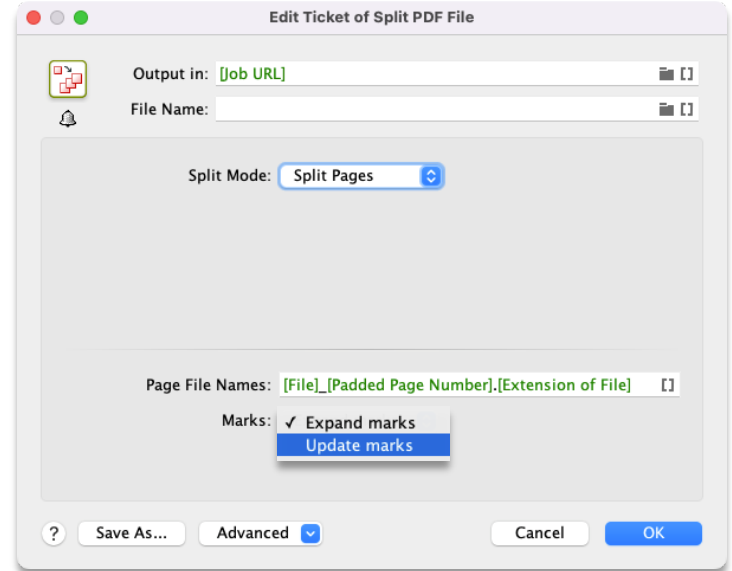 Edit Ticket of Split PDF File
Output in: [Job URL]
File Name:
Split Mode: Split Pages
Page File Names: [File]_[Padded Page Number].[Extension of File]
Marks: ✓ Expand marks
Update marks
? Save As... Advanced Cancel OK